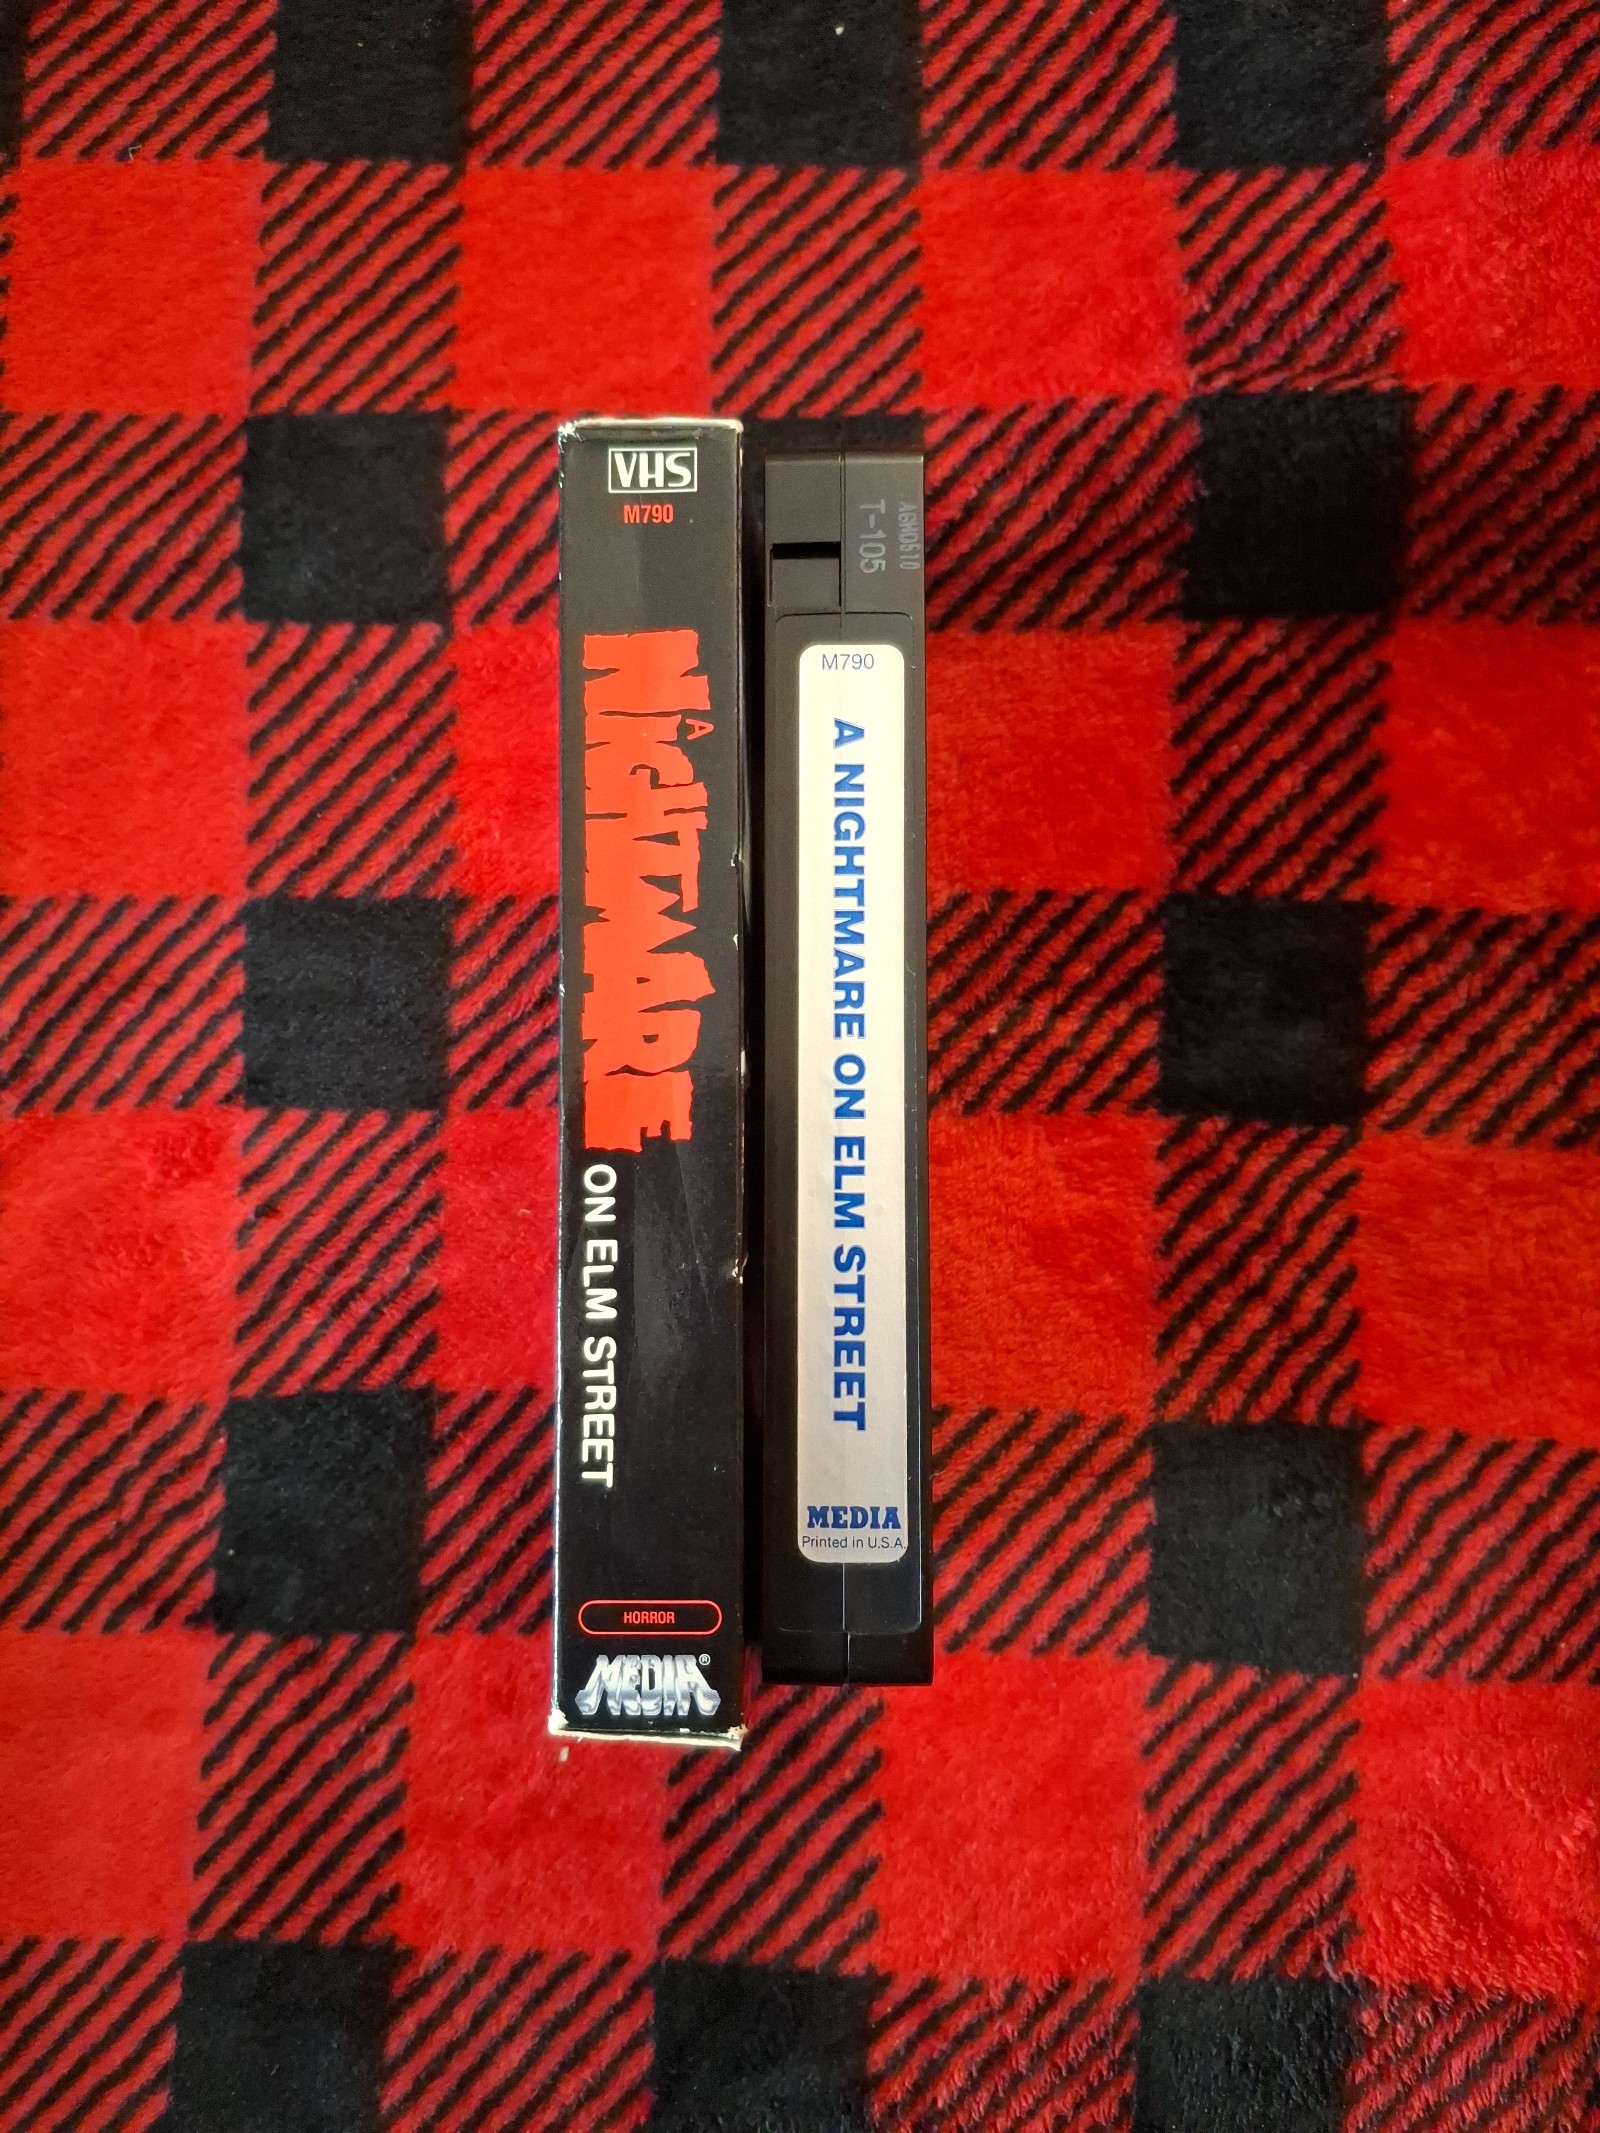 VHS
M790
A
NIGHTMARE
ON ELM STREET
HORROR
MEDIA®
T-105
M790
A NIGHTMARE ON ELM STREET
MEDIA
Printed in U.S.A.